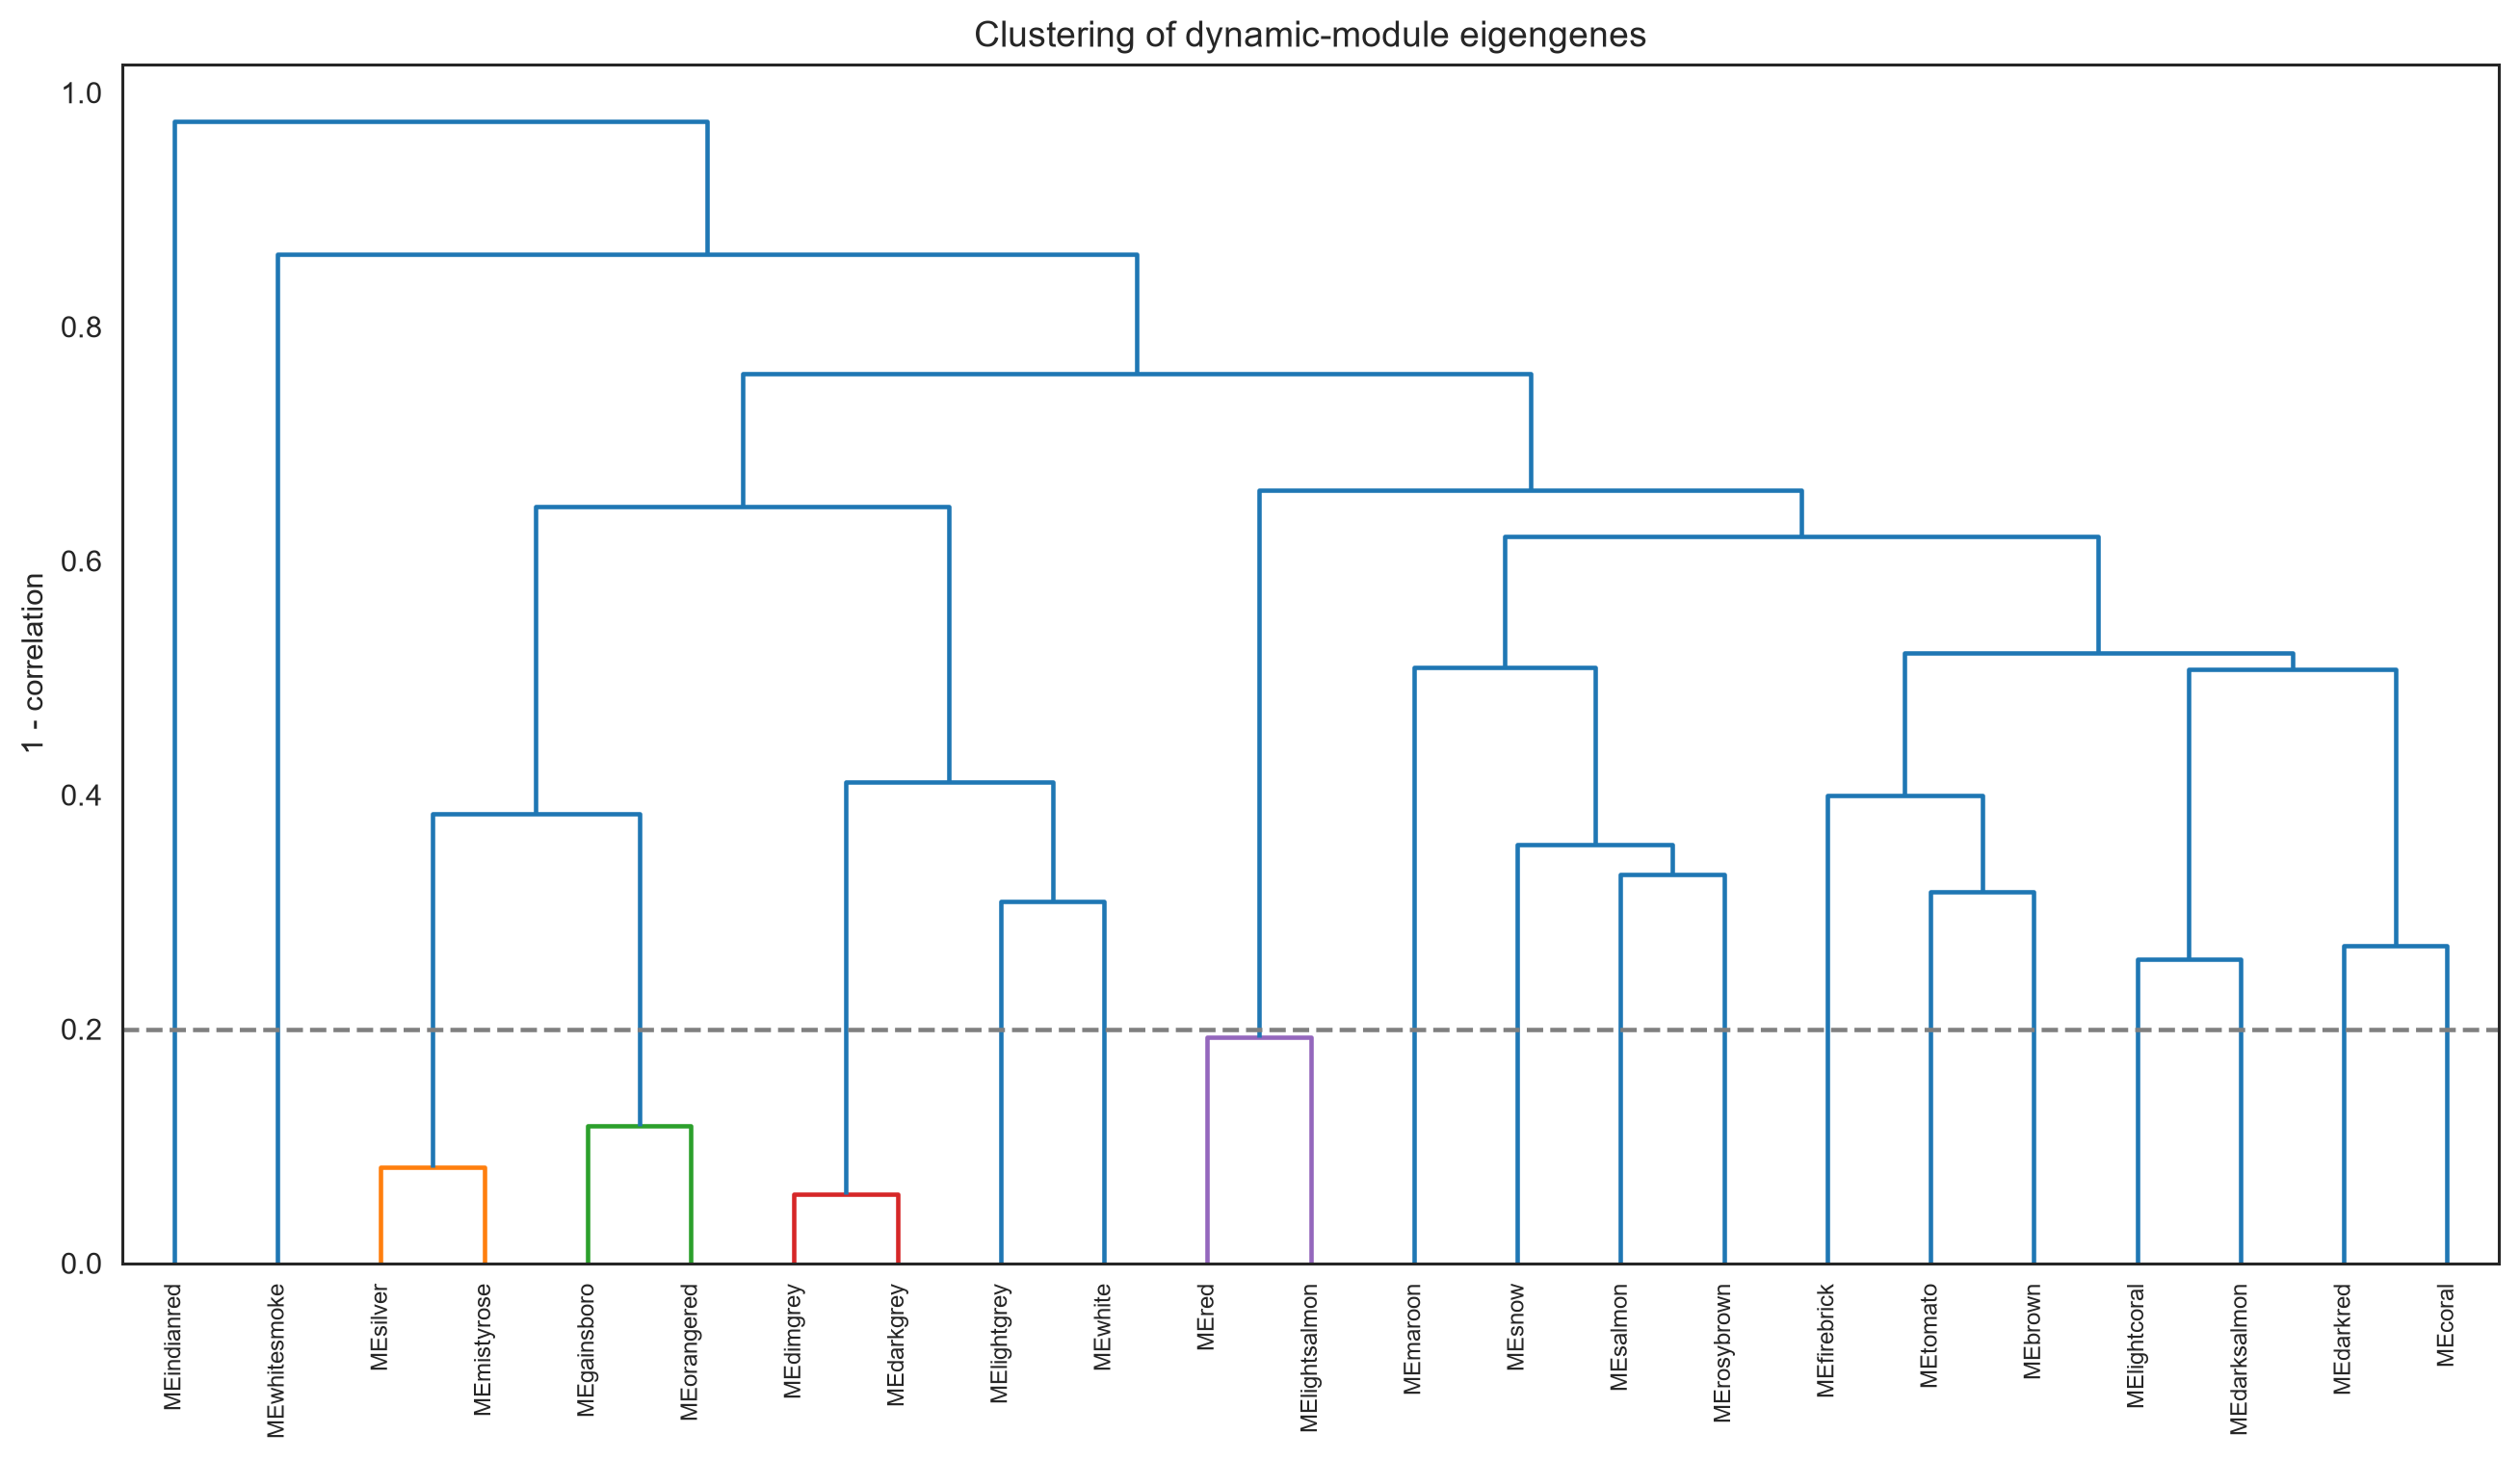 Clustering of dynamic-module eigengenes
1 - correlation
1.0
0.8
0.6
0.4
0.2
0.0
MEindianred
MEwhitesmoke
MEsilver
MEmistyrose
MEgainsboro
MEorangered
MEdimgrey
MEdarkgrey
MElightgrey
MEwhite
MEred
MElightsalmon
MEmaroon
MEsnow
MEsalmon
MErosybrown
MEfirebrick
MEtomato
MEbrown
MElightcoral
MEdarksalmon
MEdarkred
MEcoral